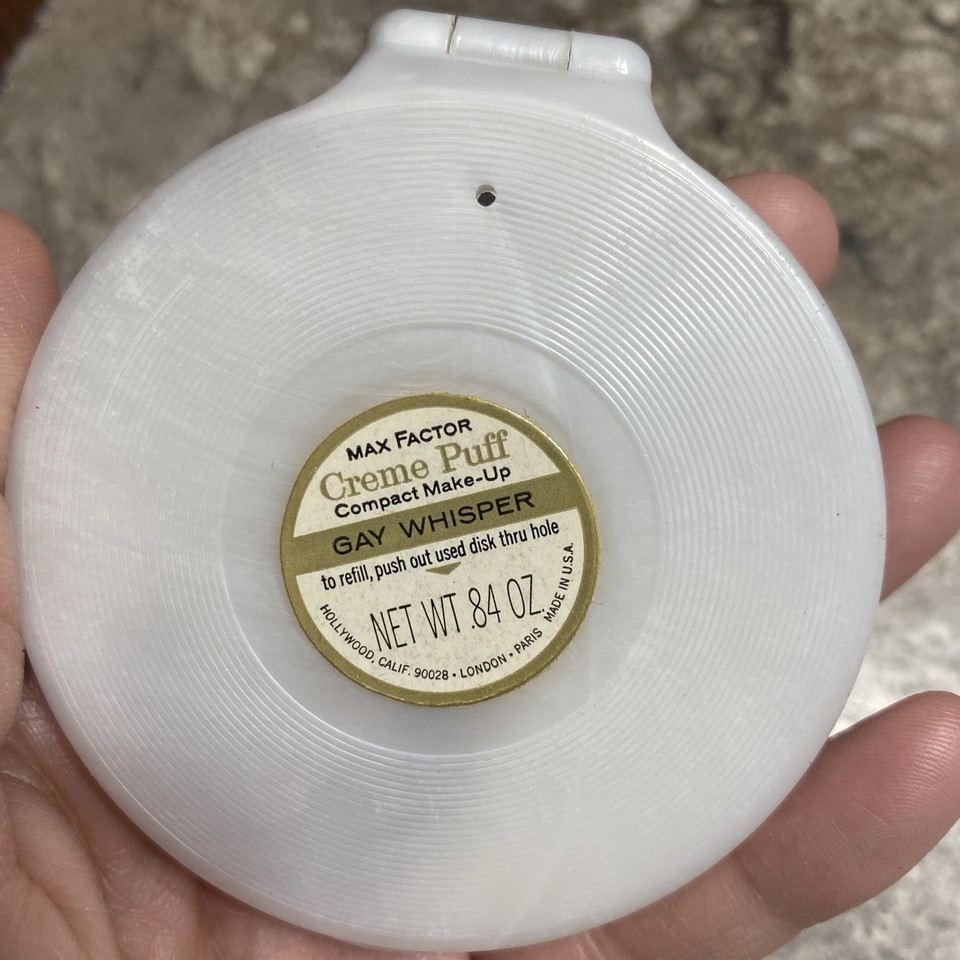 MAX FACTOR
Creme Puff
Compact Make-Up
GAY WHISPER
to refill, push out used disk thru hole
NET WT .84 OZ.
HOLLYWOOD, CALIF. 90028 • LONDON • PARIS MADE IN U.S.A.